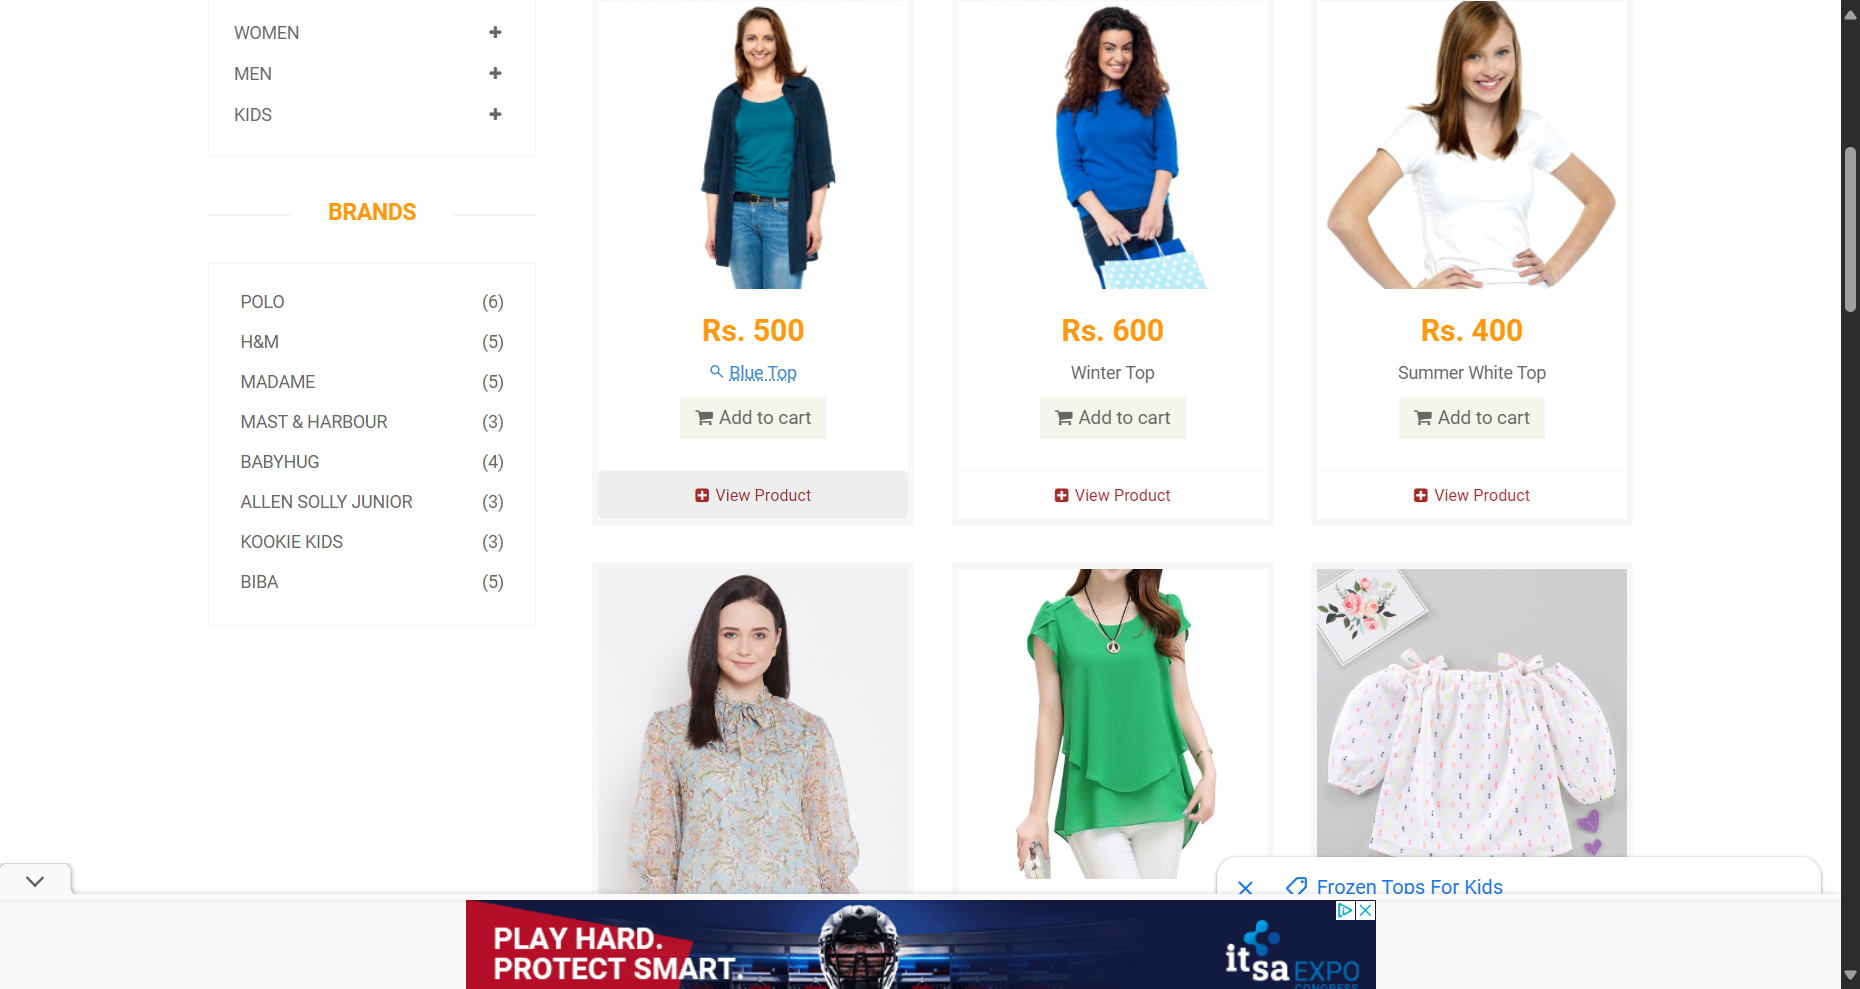 WOMEN
MEN
KIDS
BRANDS
POLO (6)
H&M (5)
MADAME (5)
MAST & HARBOUR (3)
BABYHUG (4)
ALLEN SOLLY JUNIOR (3)
KOOKIE KIDS (3)
BIBA (5)
Rs. 500
Blue Top
Add to cart
View Product
Rs. 600
Winter Top
Add to cart
View Product
Rs. 400
Summer White Top
Add to cart
View Product
Frozen Tops For Kids
PLAY HARD.
PROTECT SMART.
itsa EXPO
CONGRESS